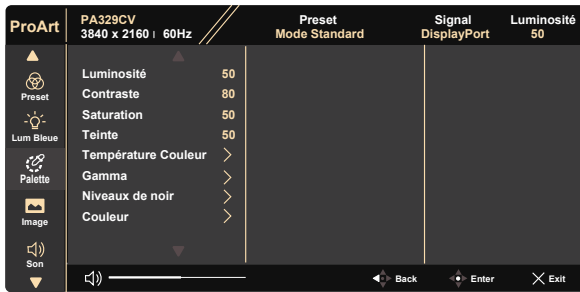 ProArt
PA329CV
3840 x 2160 | 60Hz
Preset
Mode Standard
Signal
DisplayPort
Luminosité
50
Preset
Lum Bleue
Palette
Image
Son
Luminosité 50
Contraste 80
Saturation 50
Teinte 50
Température Couleur
Gamma
Niveaux de noir
Couleur
Back
Enter
Exit